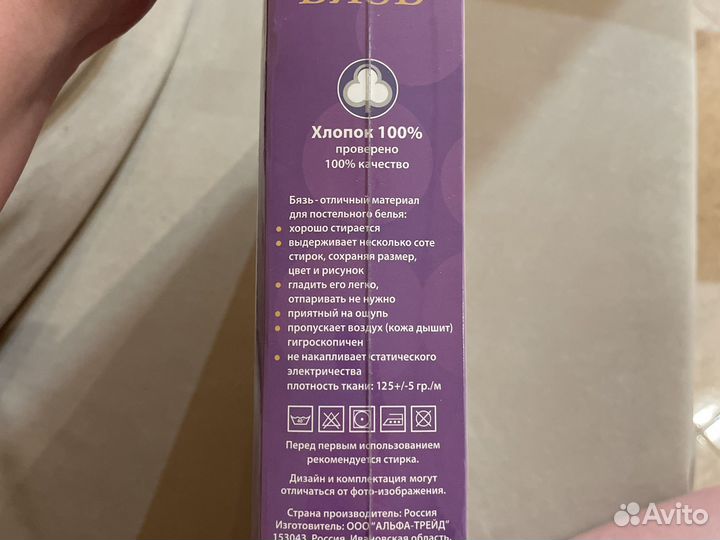 БЯЗЬ
Хлопок 100%
проверено
100% качество
Бязь - отличный материал
для постельного белья:
хорошо стирается
выдерживает несколько соте
стирок, сохраняя размер,
цвет и рисунок
гладить его легко,
отпаривать не нужно
приятный на ощупь
пропускает воздух (кожа дышит)
гигроскопичен
не накапливает статического
электричества
плотность ткани: 125+/-5 гр./м
Перед первым использованием
рекомендуется стирка.
Дизайн и комплектация могут
отличаться от фото-изображения.
Страна производитель: Россия
Изготовитель: ООО "АЛЬФА-ТРЕЙД"
153043, Россия, Ивановская область,
Avito